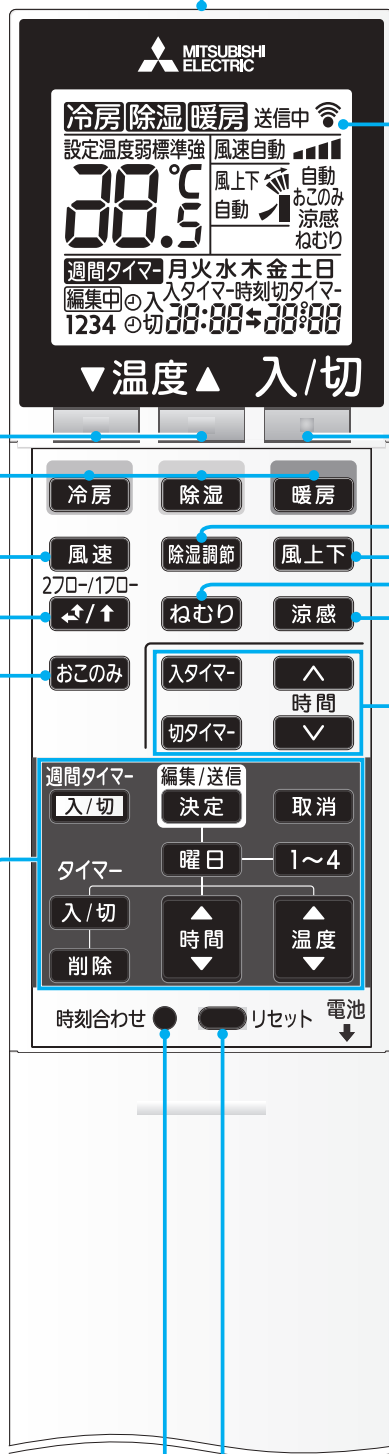 MITSUBISHI
ELECTRIC
冷房 除湿 暖房 送信中
設定温度弱標準強 風速自動
88.5℃ 風上下 自動
自動 おこのみ
涼感
ねむり
週間タイマー 月火水木金土日
編集中 入 入タイマー時刻切タイマー
1234 切 28:88 28:88
▼温度▲ 入/切
冷房 除湿 暖房
風速 除湿調節 風上下
2フロー/1フロー
/↑ ねむり 涼感
おこのみ 入タイマー ∧
時間
切タイマー ∨
週間タイマー 編集/送信
入/切 決定 取消
曜日 1〜4
タイマー
入/切 ▲ ▲
時間 温度
削除 ▼ ▼
時刻合わせ リセット 電池